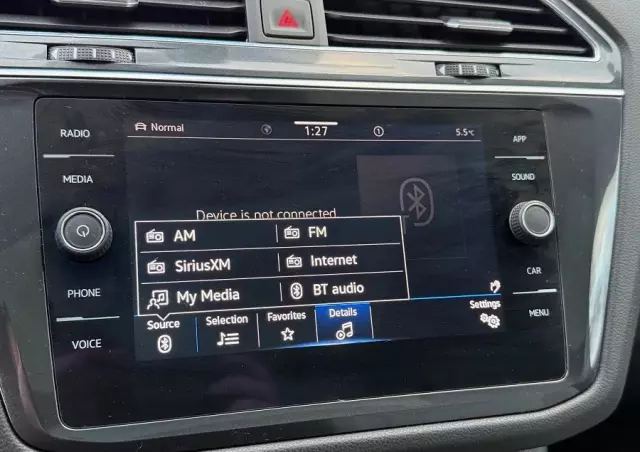 RADIO
MEDIA
PHONE
VOICE
Normal
1:27
1
5.5°C
Device is not connected
AM
FM
SiriusXM
Internet
My Media
BT audio
Source
Selection
Favorites
Details
Settings
APP
SOUND
CAR
MENU